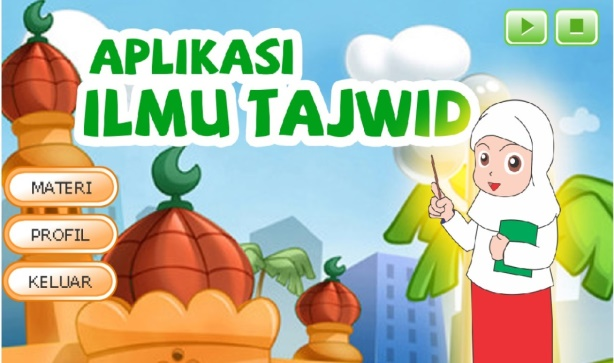 APLIKASI
ILMU TAJWID
MATERI
PROFIL
KELUAR